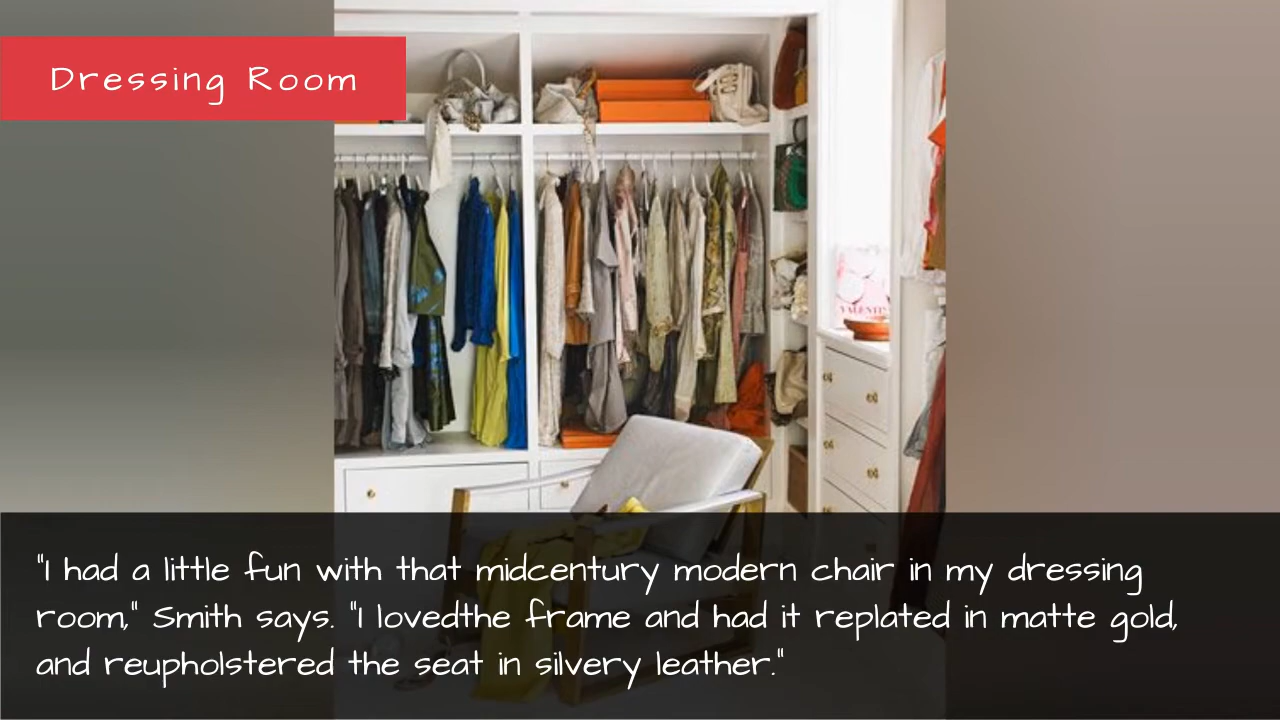 Dressing Room
VALENTI
"I had a little fun with that midcentury modern chair in my dressing
room," Smith says. "I lovedthe frame and had it replated in matte gold,
and reupholstered the seat in silvery leather."